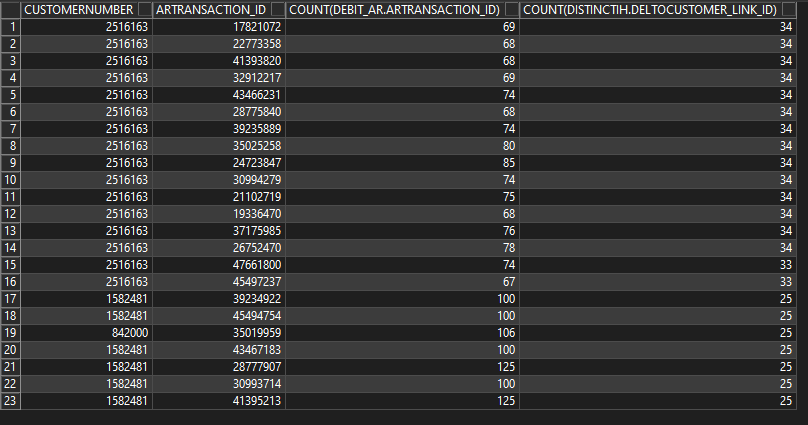 CUSTOMERNUMBER ARTRANSACTION_ID COUNT(DEBIT_AR.ARTRANSACTION_ID) COUNT(DISTINCTIH.DELTOCUSTOMER_LINK_ID)
1 2516163 17821072 69 34
2 2516163 22773358 68 34
3 2516163 41393820 68 34
4 2516163 32912217 69 34
5 2516163 43466231 74 34
6 2516163 28775840 68 34
7 2516163 39235889 74 34
8 2516163 35025258 80 34
9 2516163 24723847 85 34
10 2516163 30994279 74 34
11 2516163 21102719 75 34
12 2516163 19336470 68 34
13 2516163 37175985 76 34
14 2516163 26752470 78 34
15 2516163 47661800 74 33
16 2516163 45497237 67 33
17 1582481 39234922 100 25
18 1582481 45494754 100 25
19 842000 35019959 106 25
20 1582481 43467183 100 25
21 1582481 28777907 125 25
22 1582481 30993714 100 25
23 1582481 41395213 125 25